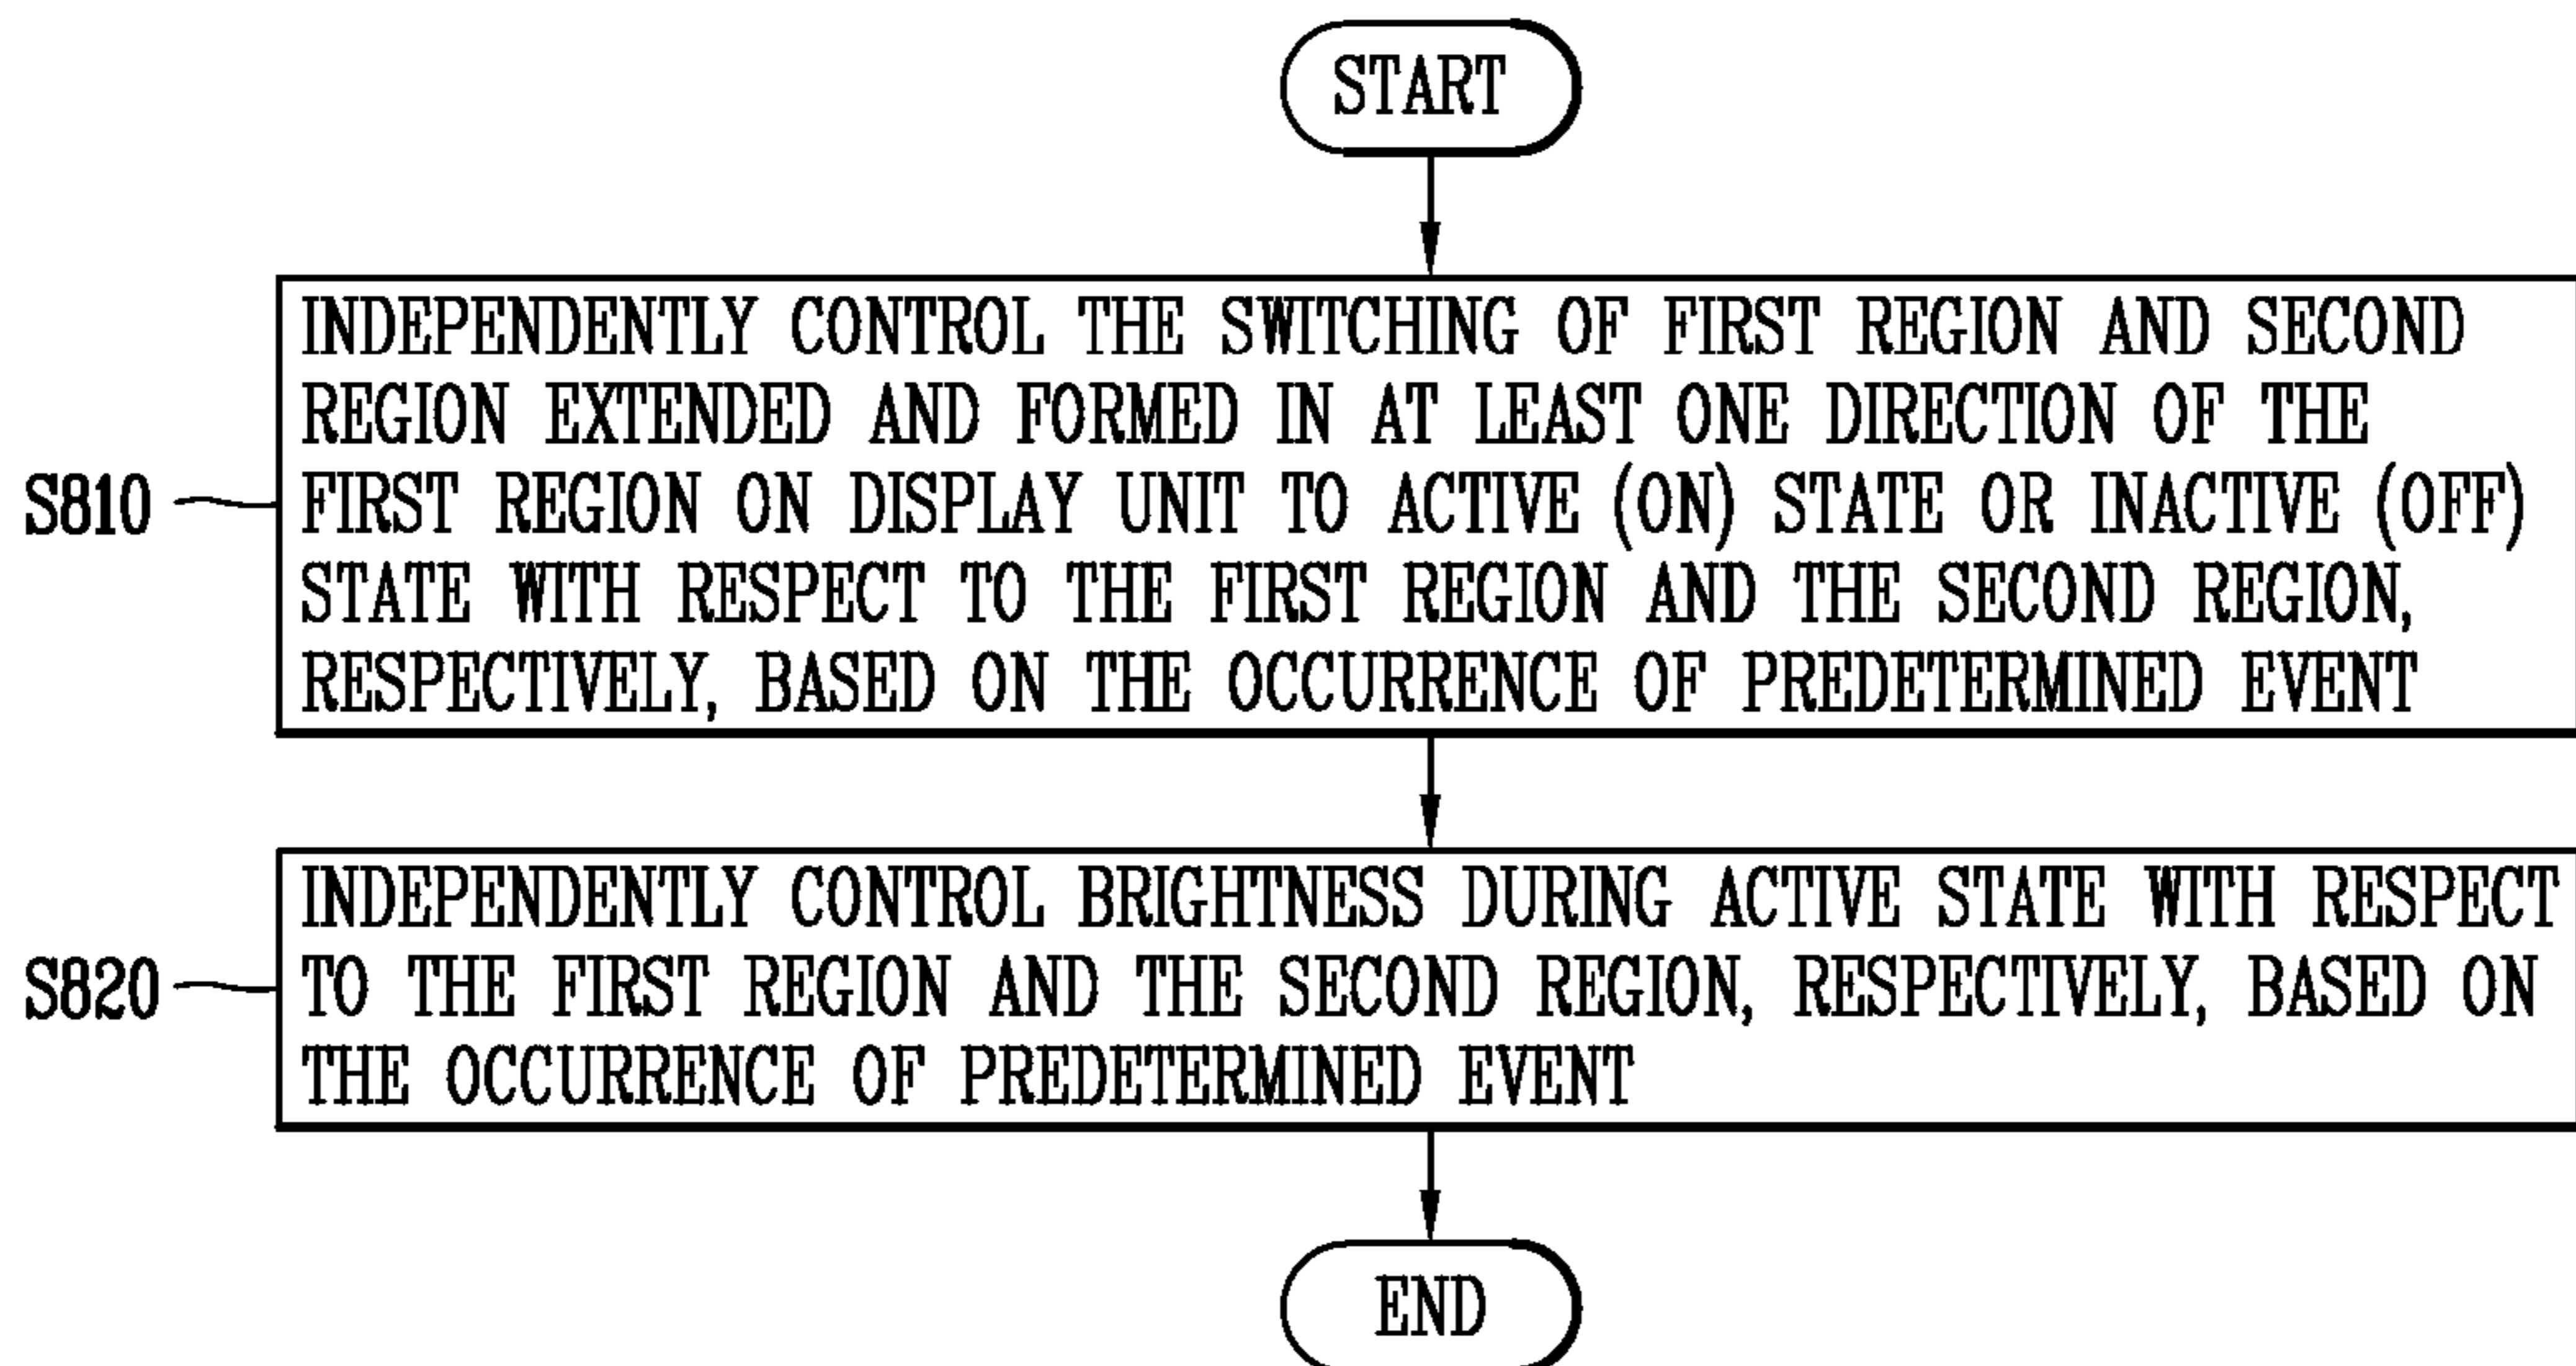 START
INDEPENDENTLY CONTROL THE SWITCHING OF FIRST REGION AND SECOND
REGION EXTENDED AND FORMED IN AT LEAST ONE DIRECTION OF THE
FIRST REGION ON DISPLAY UNIT TO ACTIVE (ON) STATE OR INACTIVE (OFF)
STATE WITH RESPECT TO THE FIRST REGION AND THE SECOND REGION,
RESPECTIVELY, BASED ON THE OCCURRENCE OF PREDETERMINED EVENT
S810
INDEPENDENTLY CONTROL BRIGHTNESS DURING ACTIVE STATE WITH RESPECT
TO THE FIRST REGION AND THE SECOND REGION, RESPECTIVELY, BASED ON
THE OCCURRENCE OF PREDETERMINED EVENT
S820
END